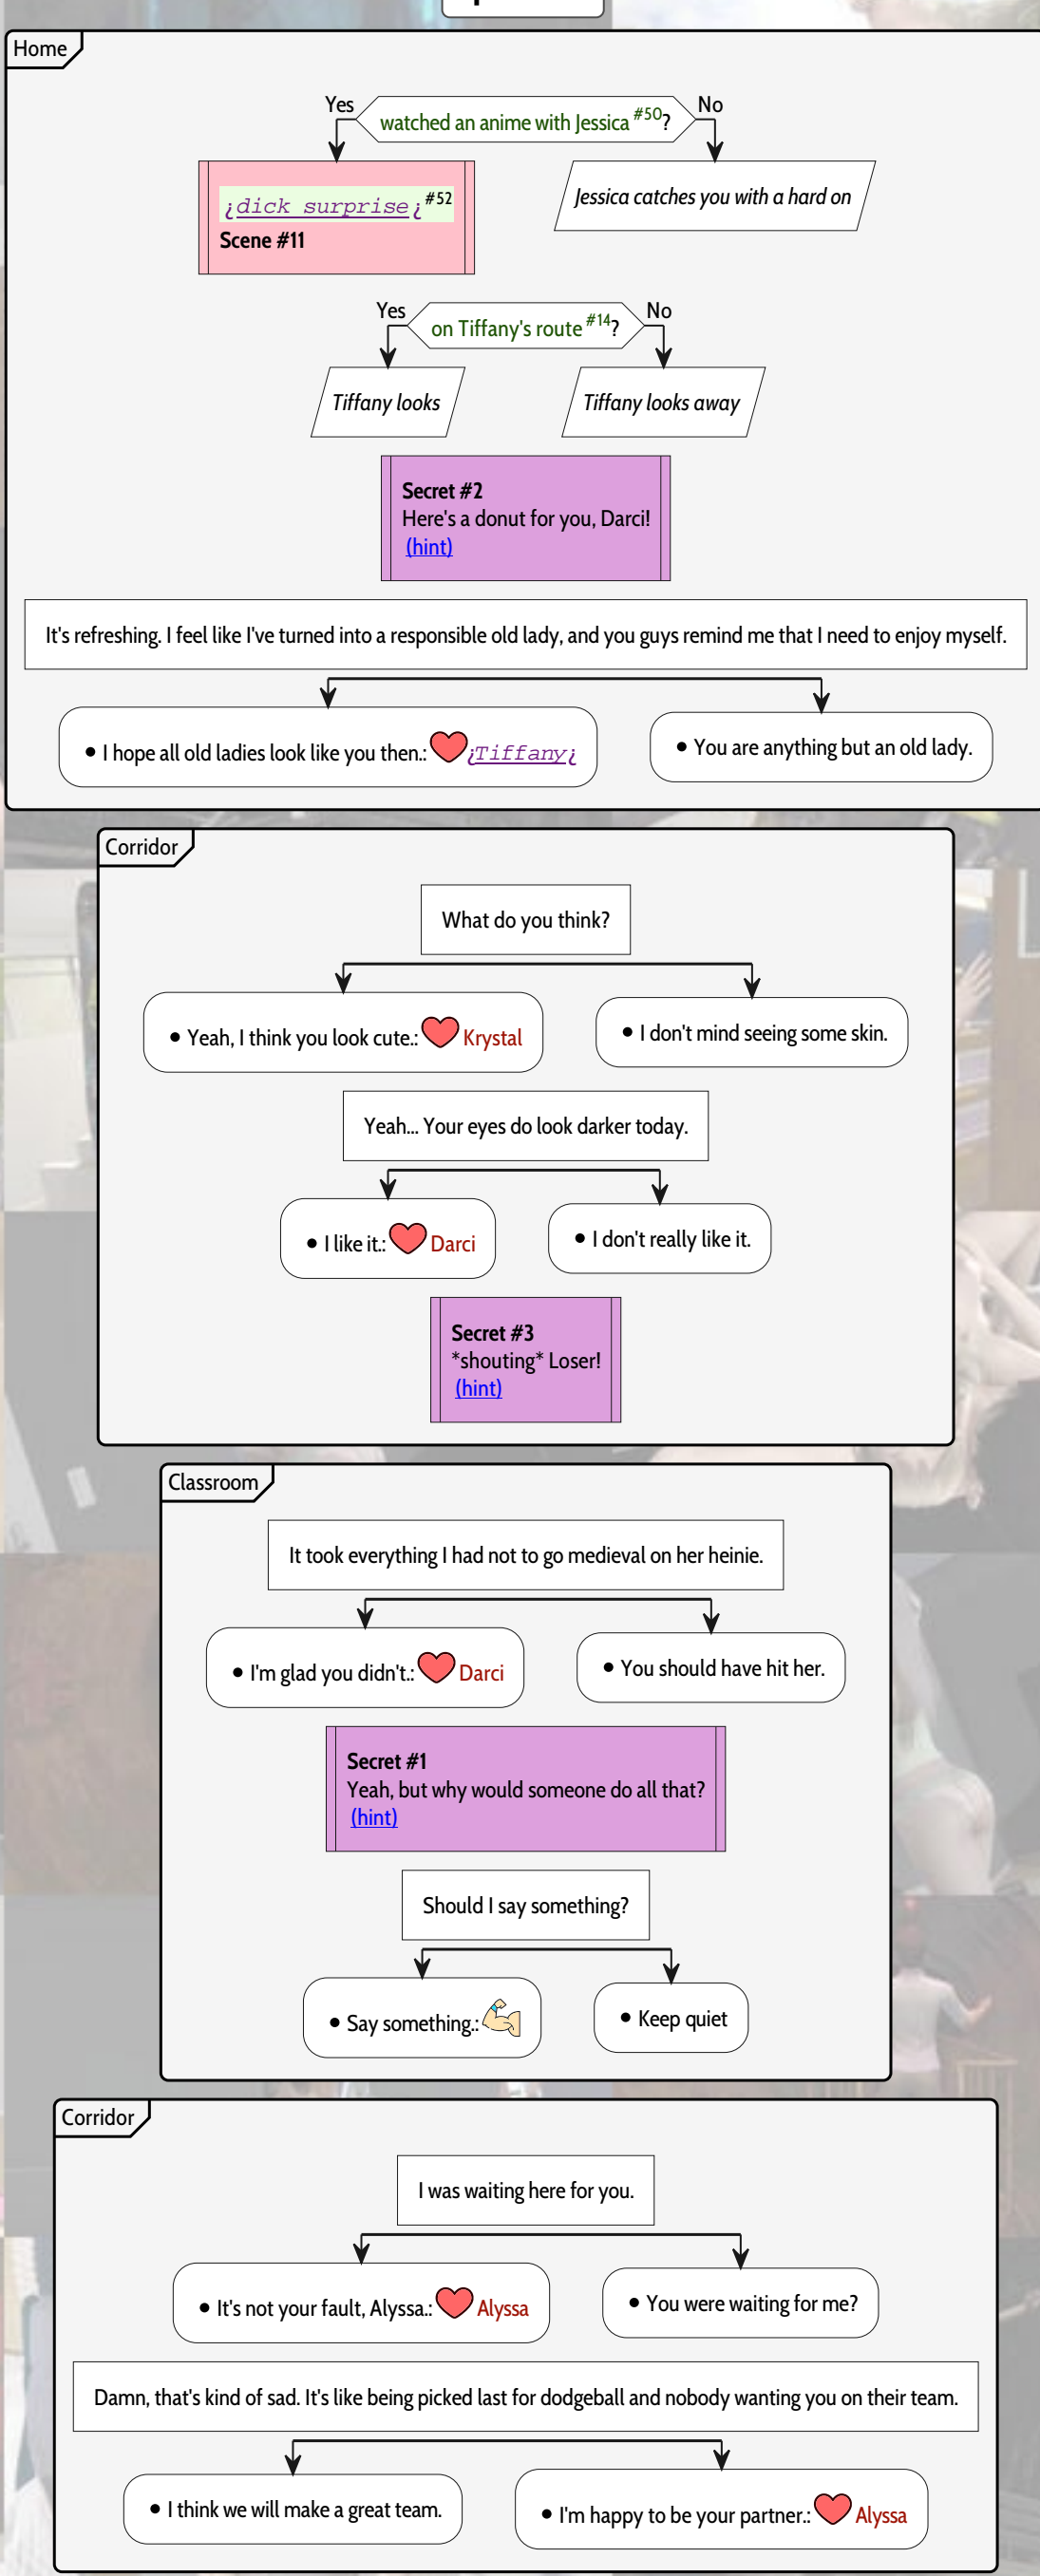 Home
Yes
watched an anime with Jessica #50?
No
¿dick surprise¿ #52
Scene #11
Jessica catches you with a hard on
Yes
on Tiffany's route #14?
No
Tiffany looks
Tiffany looks away
Secret #2
Here's a donut for you, Darci!
(hint)
It's refreshing. I feel like I've turned into a responsible old lady, and you guys remind me that I need to enjoy myself.
• I hope all old ladies look like you then.: ¿Tiffany¿
• You are anything but an old lady.
Corridor
What do you think?
• Yeah, I think you look cute.: Krystal
• I don't mind seeing some skin.
Yeah... Your eyes do look darker today.
• I like it.: Darci
• I don't really like it.
Secret #3
*shouting* Loser!
(hint)
Classroom
It took everything I had not to go medieval on her heinie.
• I'm glad you didn't.: Darci
• You should have hit her.
Secret #1
Yeah, but why would someone do all that?
(hint)
Should I say something?
• Say something.:
• Keep quiet
Corridor
I was waiting here for you.
• It's not your fault, Alyssa.: Alyssa
• You were waiting for me?
Damn, that's kind of sad. It's like being picked last for dodgeball and nobody wanting you on their team.
• I think we will make a great team.
• I'm happy to be your partner.: Alyssa